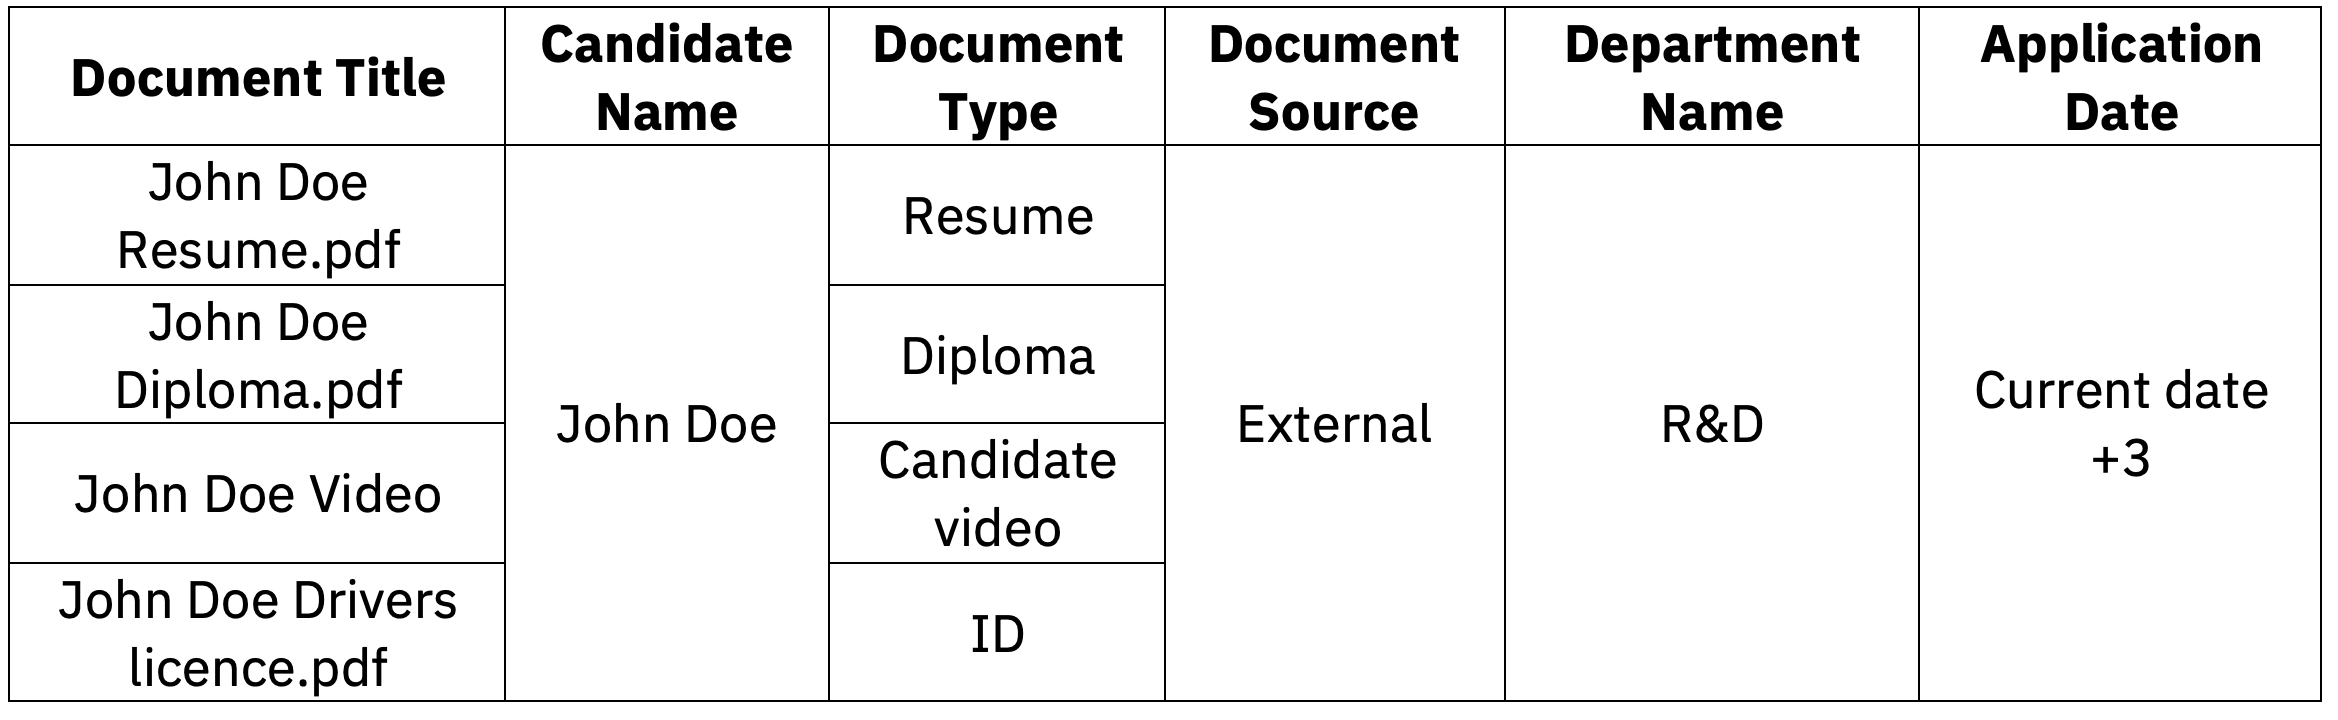 Document Title
Candidate
Name
Document
Type
Document
Source
Department
Name
Application
Date
John Doe
Resume.pdf
John Doe
Resume
Diploma.pdf
John Doe
Diploma
External
R&D
Current date
+3
John Doe Video
Candidate
video
John Doe Drivers
licence.pdf
ID